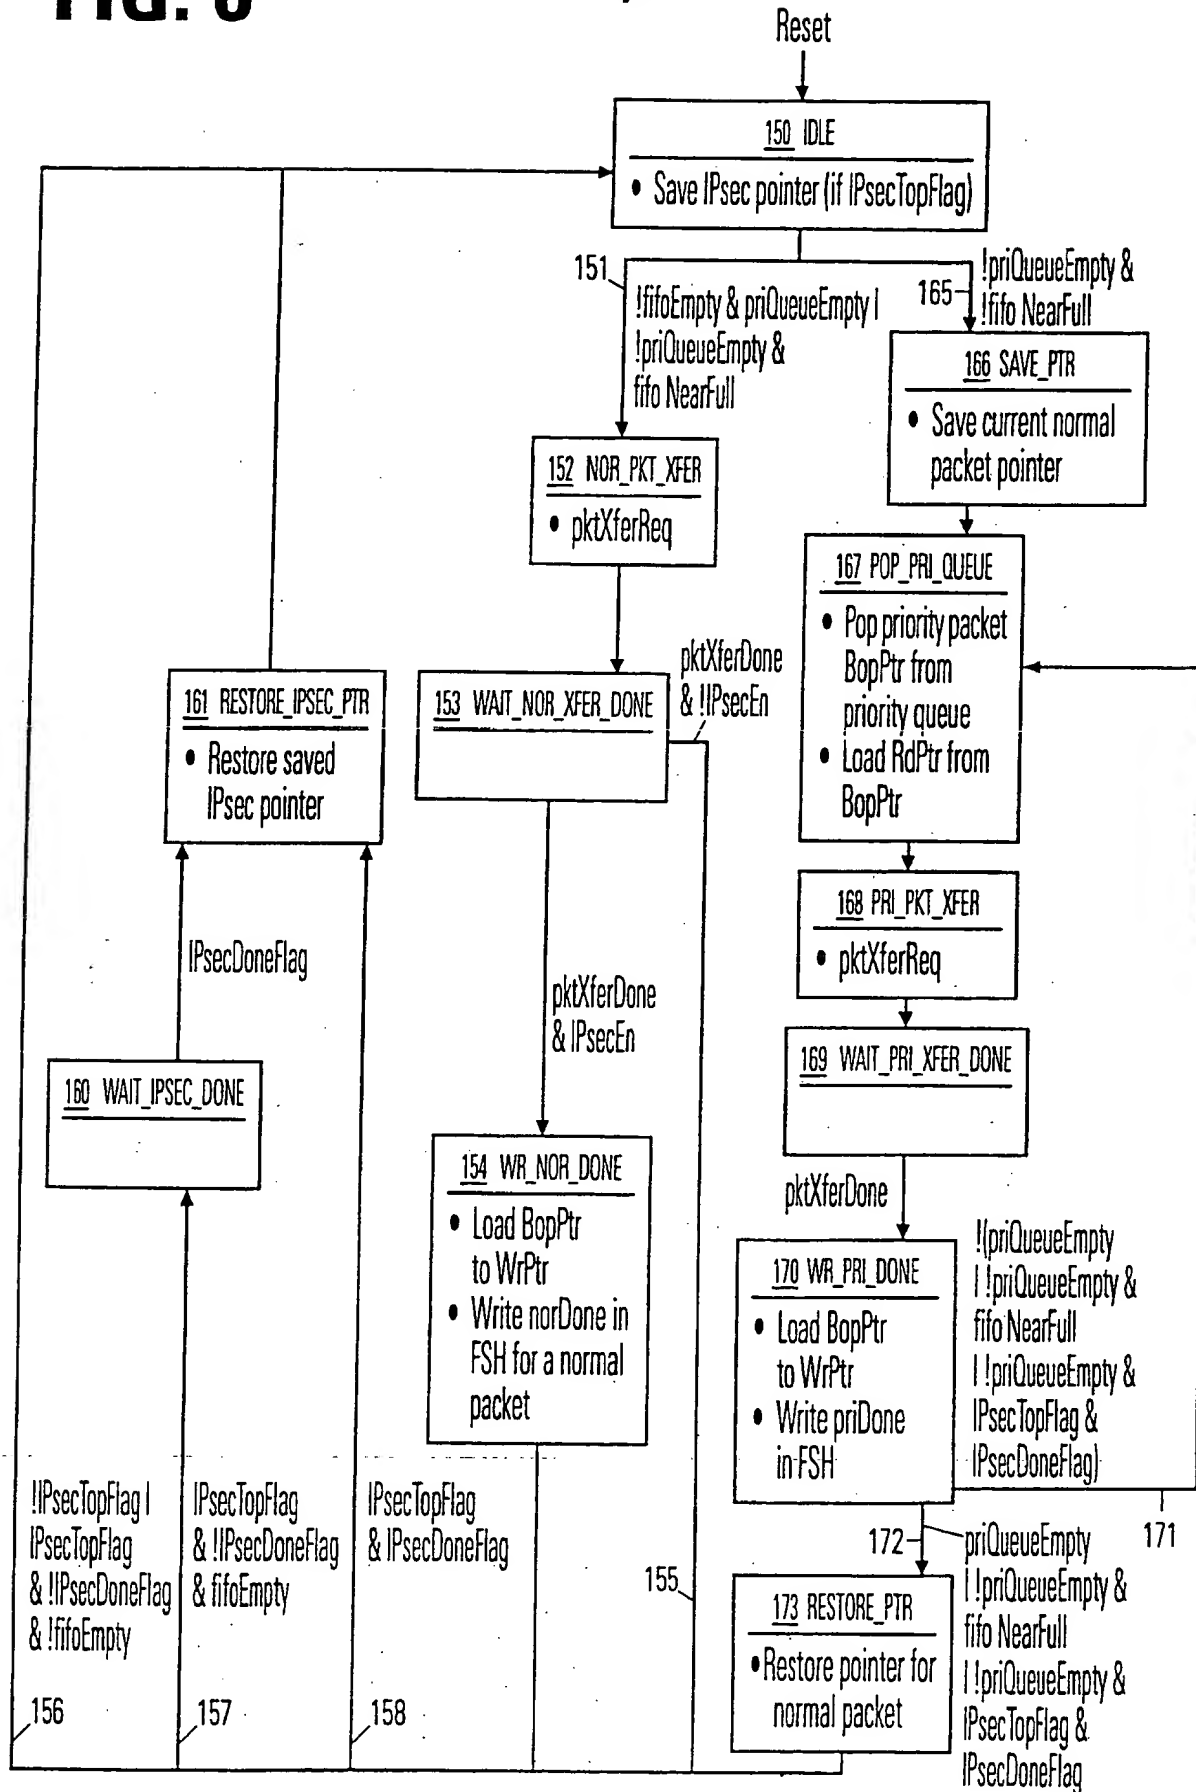 FIG. 6
Reset
150 IDLE
• Save IPsec pointer (if IPsecTopFlag)
151
!fifoEmpty & priQueueEmpty |
!priQueueEmpty &
fifo NearFull
165
!priQueueEmpty &
!fifo NearFull
166 SAVE_PTR
• Save current normal
packet pointer
152 NOR_PKT_XFER
• pktXferReq
167 POP_PRI_QUEUE
• Pop priority packet
BopPtr from
priority queue
• Load RdPtr from
BopPtr
161 RESTORE_IPSEC_PTR
• Restore saved
IPsec pointer
153 WAIT_NOR_XFER_DONE
pktXferDone
& !IPsecEn
168 PRI_PKT_XFER
• pktXferReq
IPsecDoneFlag
pktXferDone
& IPsecEn
169 WAIT_PRI_XFER_DONE
160 WAIT_IPSEC_DONE
154 WR_NOR_DONE
• Load BopPtr
to WrPtr
• Write norDone in
FSH for a normal
packet
pktXferDone
170 WR_PRI_DONE
• Load BopPtr
to WrPtr
• Write priDone
in FSH
!(priQueueEmpty
| !priQueueEmpty &
fifo NearFull
| !priQueueEmpty &
IPsecTopFlag &
IPsecDoneFlag)
171
!IPsecTopFlag |
IPsecTopFlag
& !IPsecDoneFlag
& !fifoEmpty
IPsecTopFlag
& !IPsecDoneFlag
& fifoEmpty
IPsecTopFlag
& IPsecDoneFlag
155
172
priQueueEmpty
| !priQueueEmpty &
fifo NearFull
| !priQueueEmpty &
IPsecTopFlag &
IPsecDoneFlag
173 RESTORE_PTR
• Restore pointer for
normal packet
156
157
158